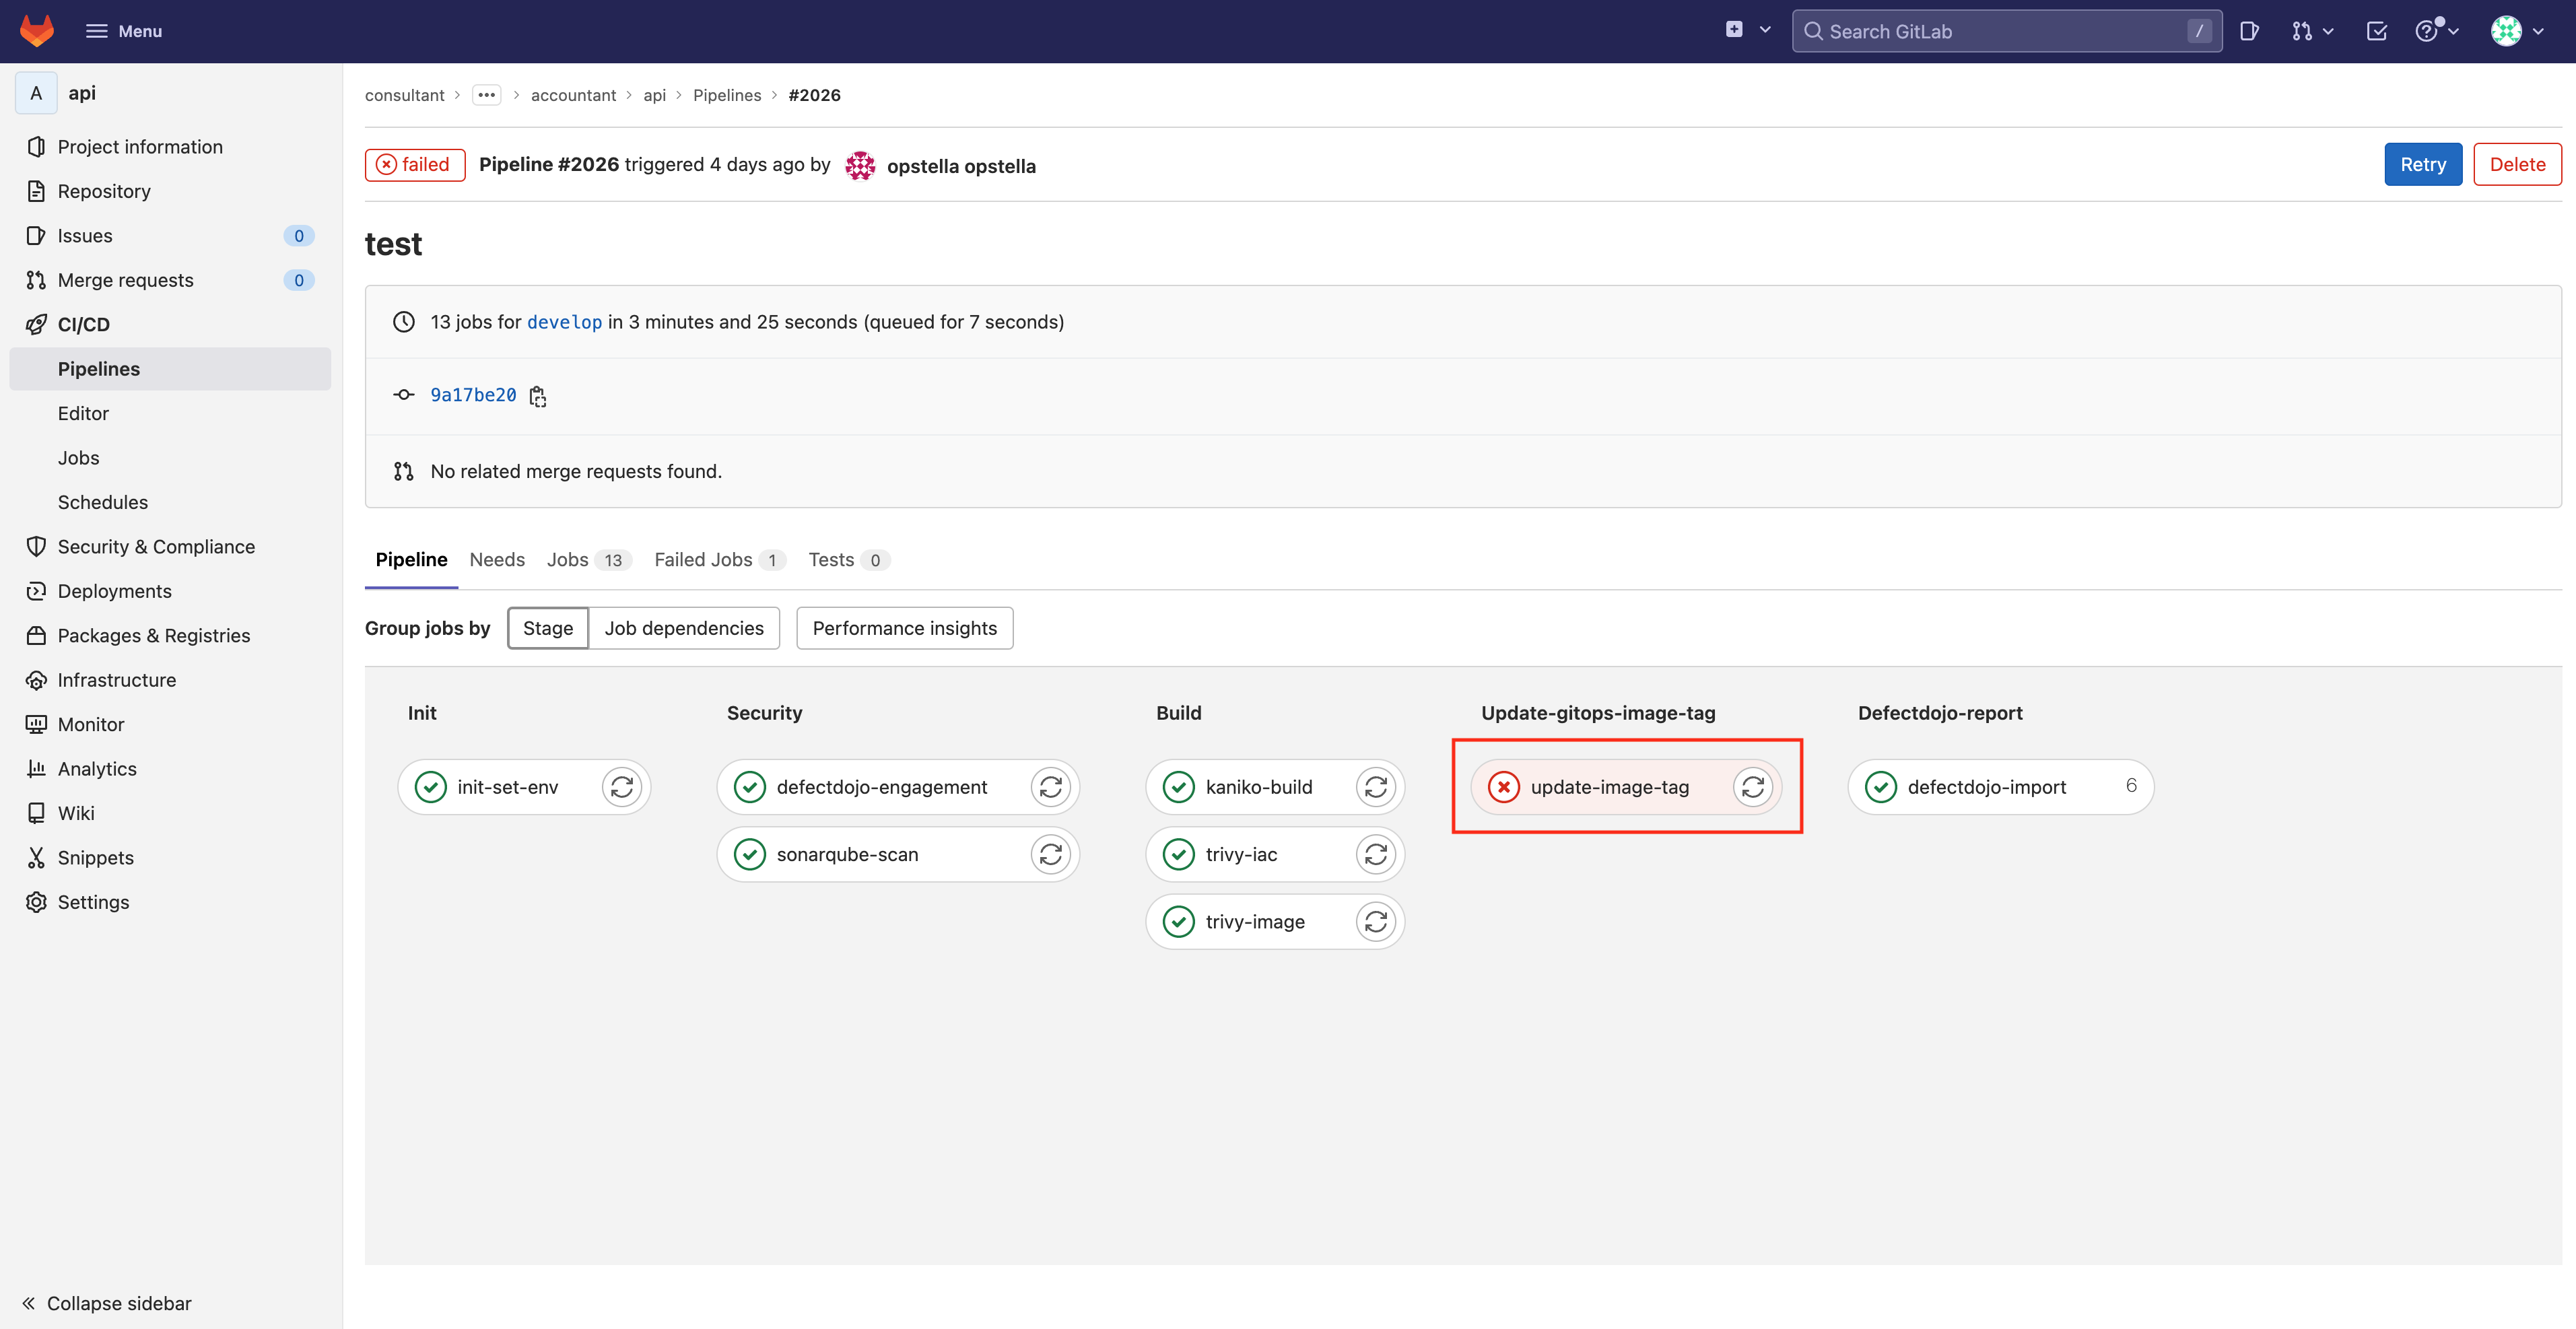 Menu
Search GitLab
/
A api
Project information
Repository
Issues 0
Merge requests 0
CI/CD
Pipelines
Editor
Jobs
Schedules
Security & Compliance
Deployments
Packages & Registries
Infrastructure
Monitor
Analytics
Wiki
Snippets
Settings
Collapse sidebar
consultant > ••• > accountant > api > Pipelines > #2026
failed Pipeline #2026 triggered 4 days ago by opstella opstella
Retry Delete
test
13 jobs for develop in 3 minutes and 25 seconds (queued for 7 seconds)
9a17be20
No related merge requests found.
Pipeline Needs Jobs 13 Failed Jobs 1 Tests 0
Group jobs by Stage Job dependencies Performance insights
Init
init-set-env
Security
defectdojo-engagement
sonarqube-scan
Build
kaniko-build
trivy-iac
trivy-image
Update-gitops-image-tag
update-image-tag
Defectdojo-report
defectdojo-import 6